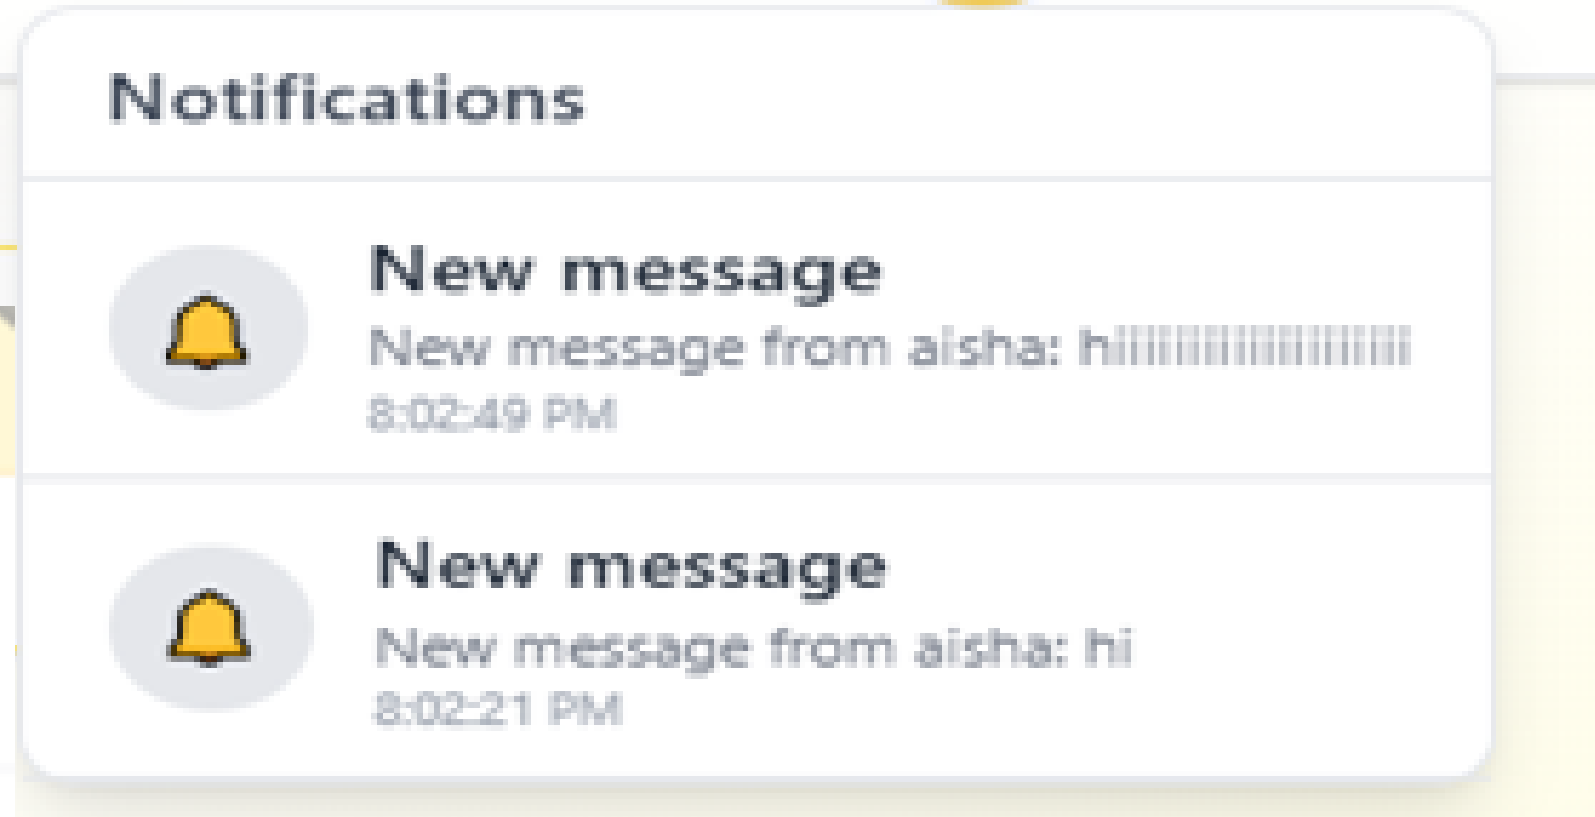 Notifications
New message
New message from aisha:
8:02:49 PM
New message
New message from aisha: hi
8:02:21 PM